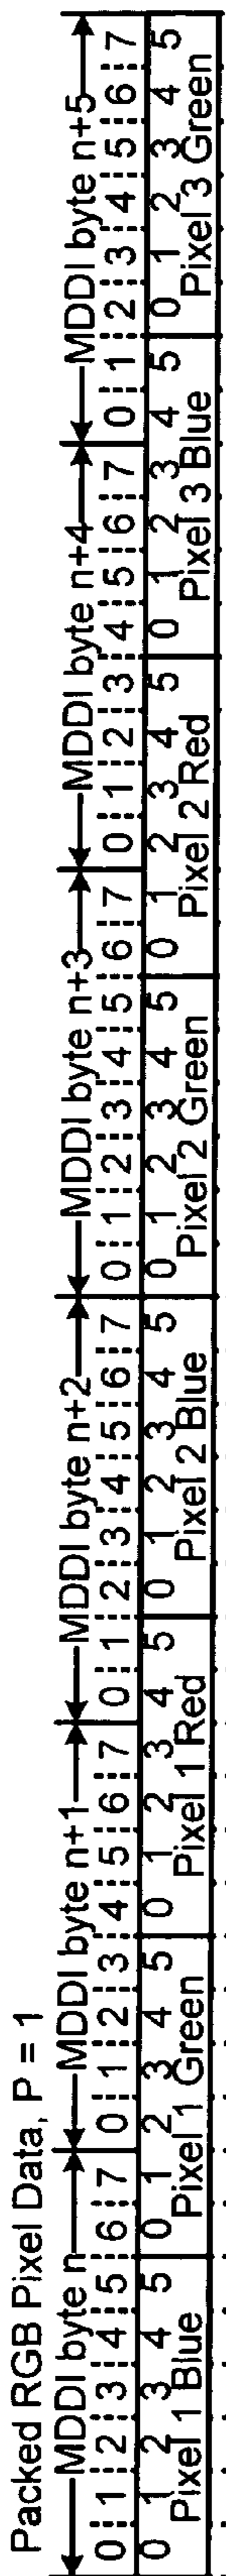 Packed RGB Pixel Data, P = 1
MDDI byte n MDDI byte n+1 MDDI byte n+2 MDDI byte n+3 MDDI byte n+4 MDDI byte n+5
0 1 2 3 4 5 6 7 0 1 2 3 4 5 6 7 0 1 2 3 4 5 6 7 0 1 2 3 4 5 6 7 0 1 2 3 4 5 6 7 0 1 2 3 4 5 6 7
0 1 2 3 4 5 0 1 2 3 4 5 0 1 2 3 4 5 0 1 2 3 4 5 0 1 2 3 4 5 0 1 2 3 4 5 0 1 2 3 4 5 0 1 2 3 4 5
Pixel 1 Blue Pixel 1 Green Pixel 1 Red Pixel 2 Blue Pixel 2 Green Pixel 2 Red Pixel 3 Blue Pixel 3 Green